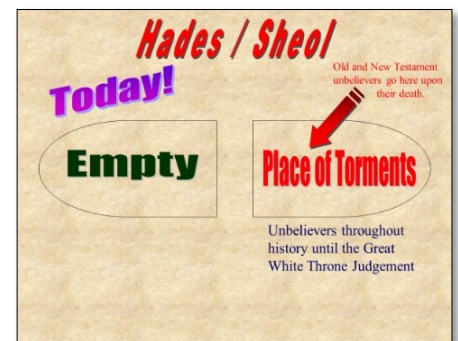 Hades / Sheol
Old and New Testament
unbelievers go here upon
their death.
Today!
Empty
Place of Torments
Unbelievers throughout
history until the Great
White Throne Judgement